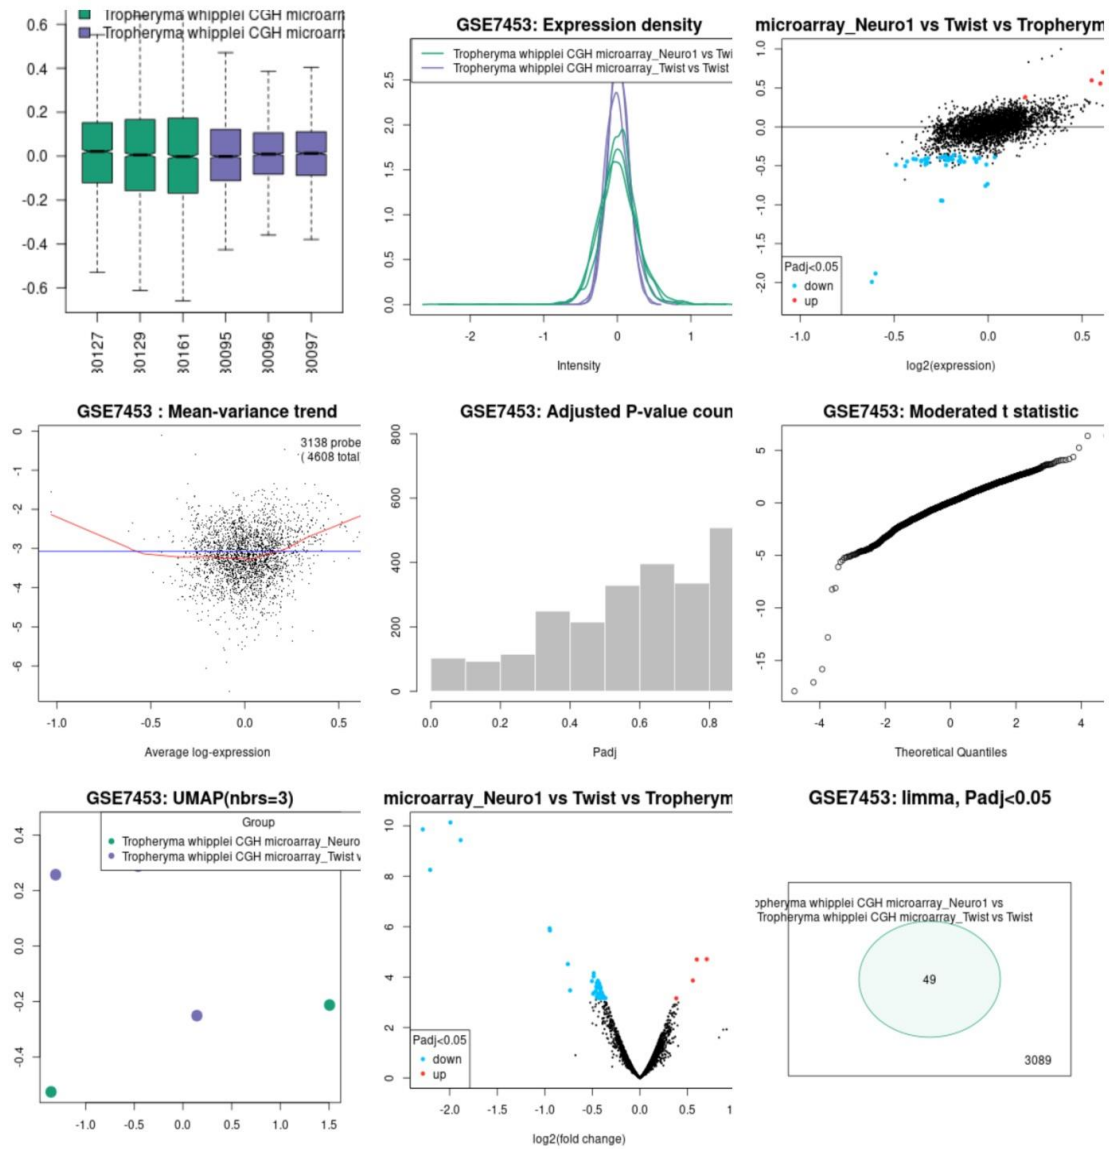 Tropheryma whipplei CGH microarr
Tropheryma whipplei CGH microarr
0.6
0.4
0.2
0.0
-0.2
-0.4
-0.6
30127
30129
30161
30095
30096
30097
GSE7453: Expression density
Tropheryma whipplei CGH microarray_Neuro1 vs Twi
Tropheryma whipplei CGH microarray_Twist vs Twist
2.5
2.0
1.5
1.0
0.5
0.0
-2 -1 0 1
Intensity
microarray_Neuro1 vs Twist vs Tropherym
1.0
0.5
0.0
-0.5
-1.0
-1.5
-2.0
Padj<0.05
down
up
-1.0 -0.5 0.0 0.5
log2(expression)
GSE7453 : Mean-variance trend
3138 probe
( 4608 total
0
-1
-2
-3
-4
-5
-6
-1.0 -0.5 0.0 0.5
Average log-expression
GSE7453: Adjusted P-value coun
800
600
400
200
0
0.0 0.2 0.4 0.6 0.8
Padj
GSE7453: Moderated t statistic
5
0
-5
-10
-15
-4 -2 0 2 4
Theoretical Quantiles
GSE7453: UMAP(nbrs=3)
Group
Tropheryma whipplei CGH microarray_Neuro
Tropheryma whipplei CGH microarray_Twist v
0.4
0.2
0.0
-0.2
-0.4
-1.0 -0.5 0.0 0.5 1.0 1.5
microarray_Neuro1 vs Twist vs Tropherym
10
8
6
4
2
0
Padj<0.05
down
up
-2.0 -1.5 -1.0 -0.5 0.0 0.5 1
log2(fold change)
GSE7453: limma, Padj<0.05
opheryma whipplei CGH microarray_Neuro1 vs
Tropheryma whipplei CGH microarray_Twist vs Twist
49
3089